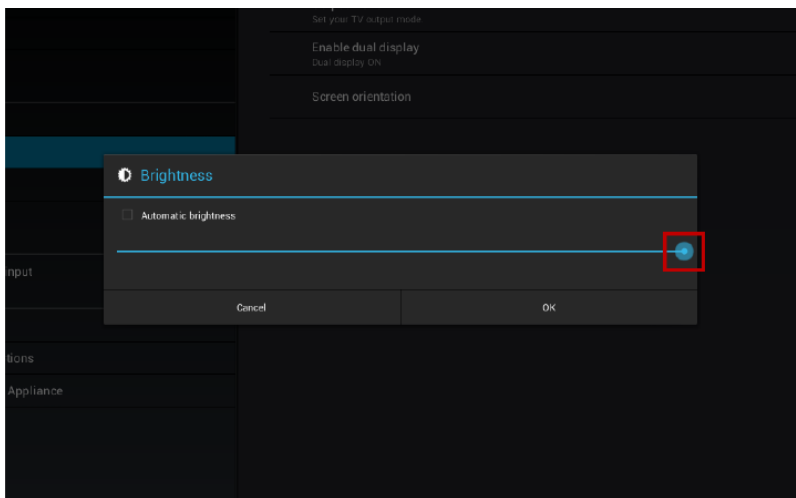 Set your TV output mode
Enable dual display
Dual display ON
Screen orientation
Brightness
Automatic brightness
nput
Cancel
OK
tions
Appliance